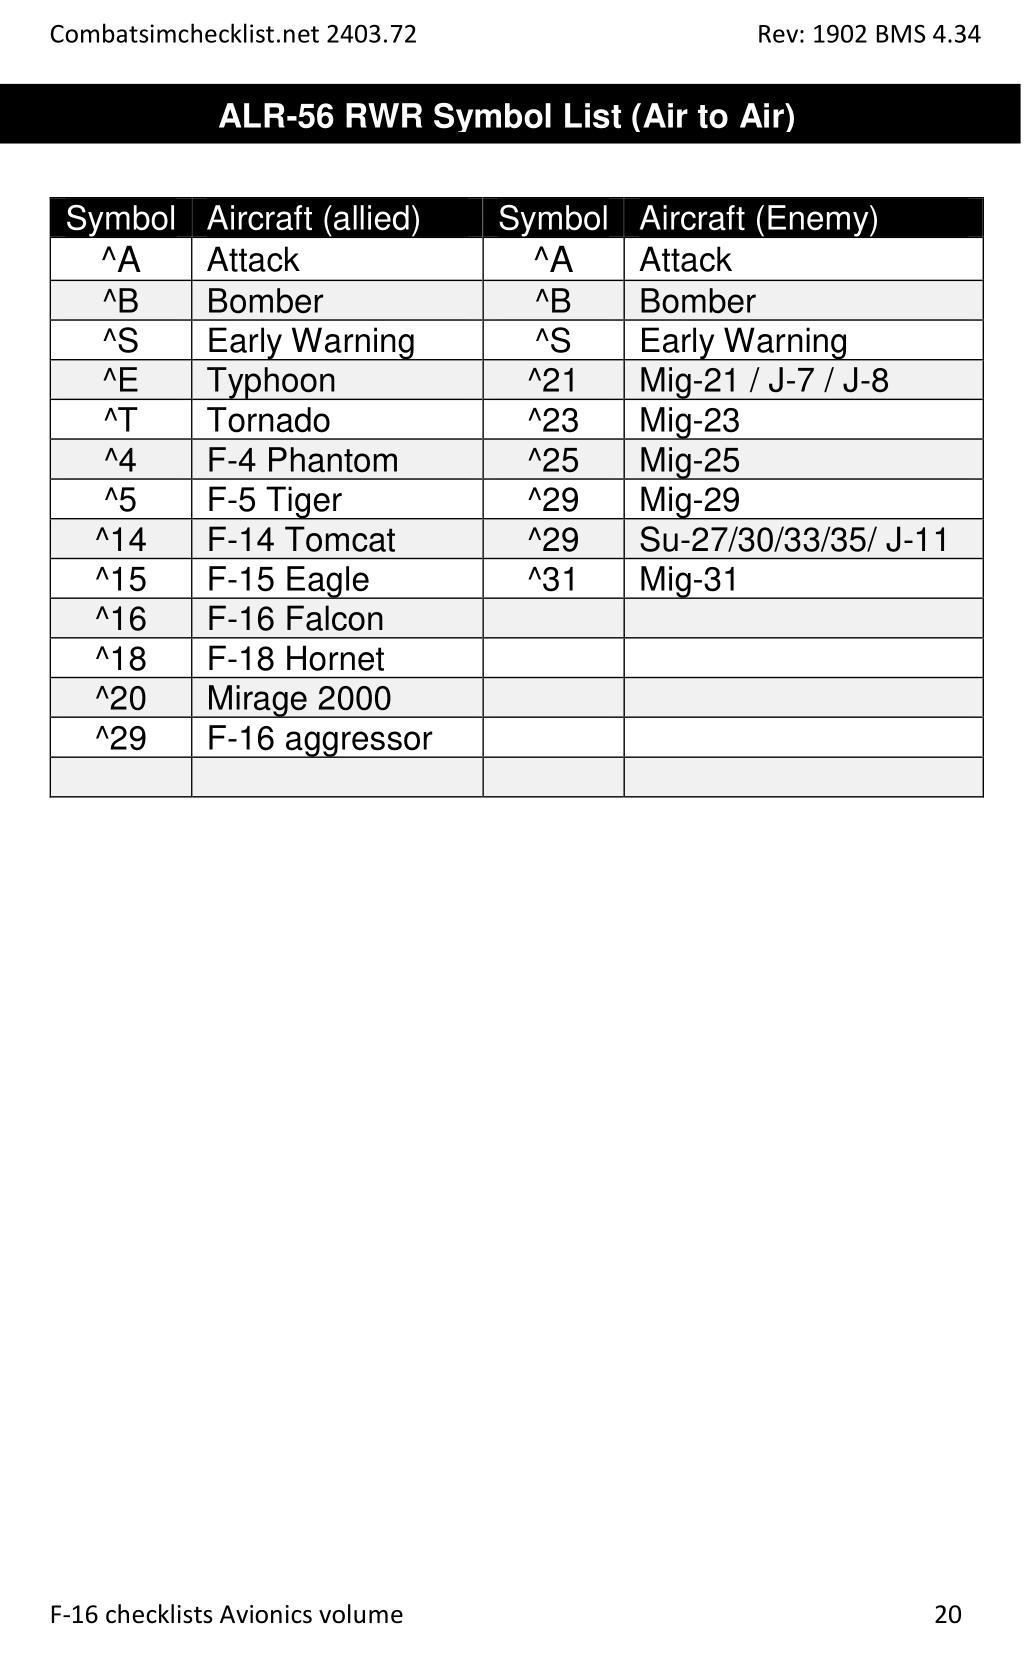 Combatsimchecklist.net 2403.72 Rev: 1902 BMS 4.34
ALR-56 RWR Symbol List (Air to Air)
Symbol Aircraft (allied) Symbol Aircraft (Enemy)
^A Attack ^A Attack
^B Bomber ^B Bomber
^S Early Warning ^S Early Warning
^E Typhoon ^21 Mig-21 / J-7 / J-8
^T Tornado ^23 Mig-23
^4 F-4 Phantom ^25 Mig-25
^5 F-5 Tiger ^29 Mig-29
^14 F-14 Tomcat ^29 Su-27/30/33/35/ J-11
^15 F-15 Eagle ^31 Mig-31
^16 F-16 Falcon
^18 F-18 Hornet
^20 Mirage 2000
^29 F-16 aggressor
F-16 checklists Avionics volume 20